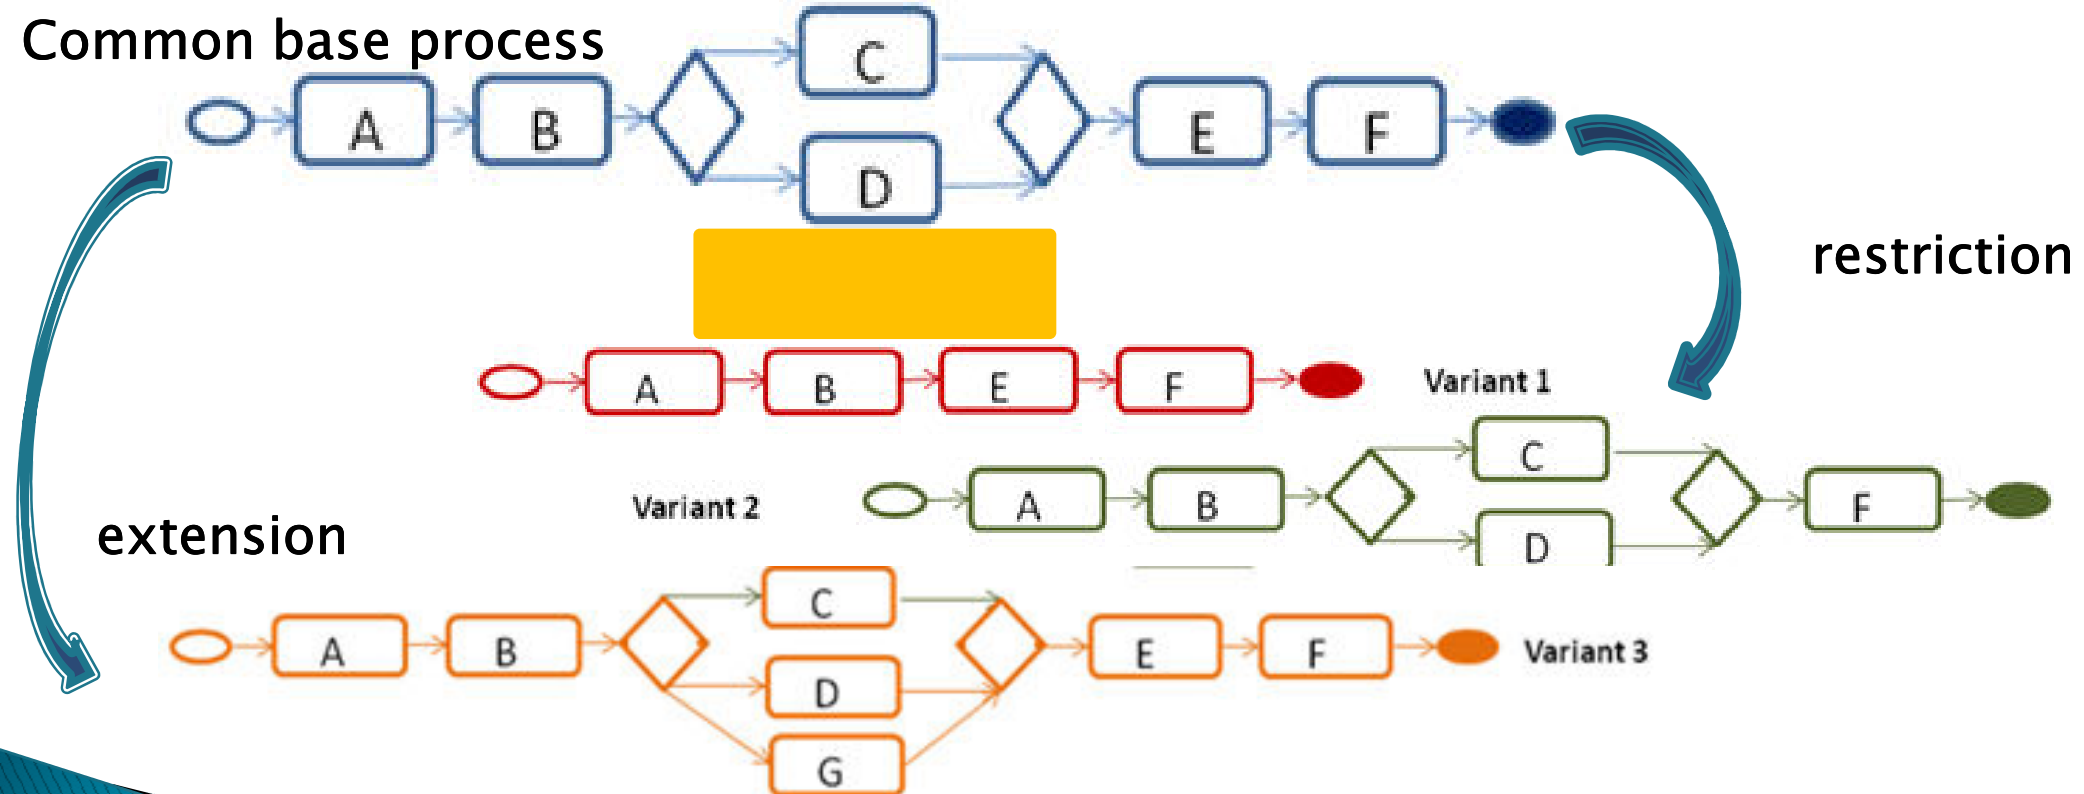 Common base process
A B C D E F
restriction
A B E F Variant 1
Variant 2 A B C D F
extension
A B C D G E F Variant 3